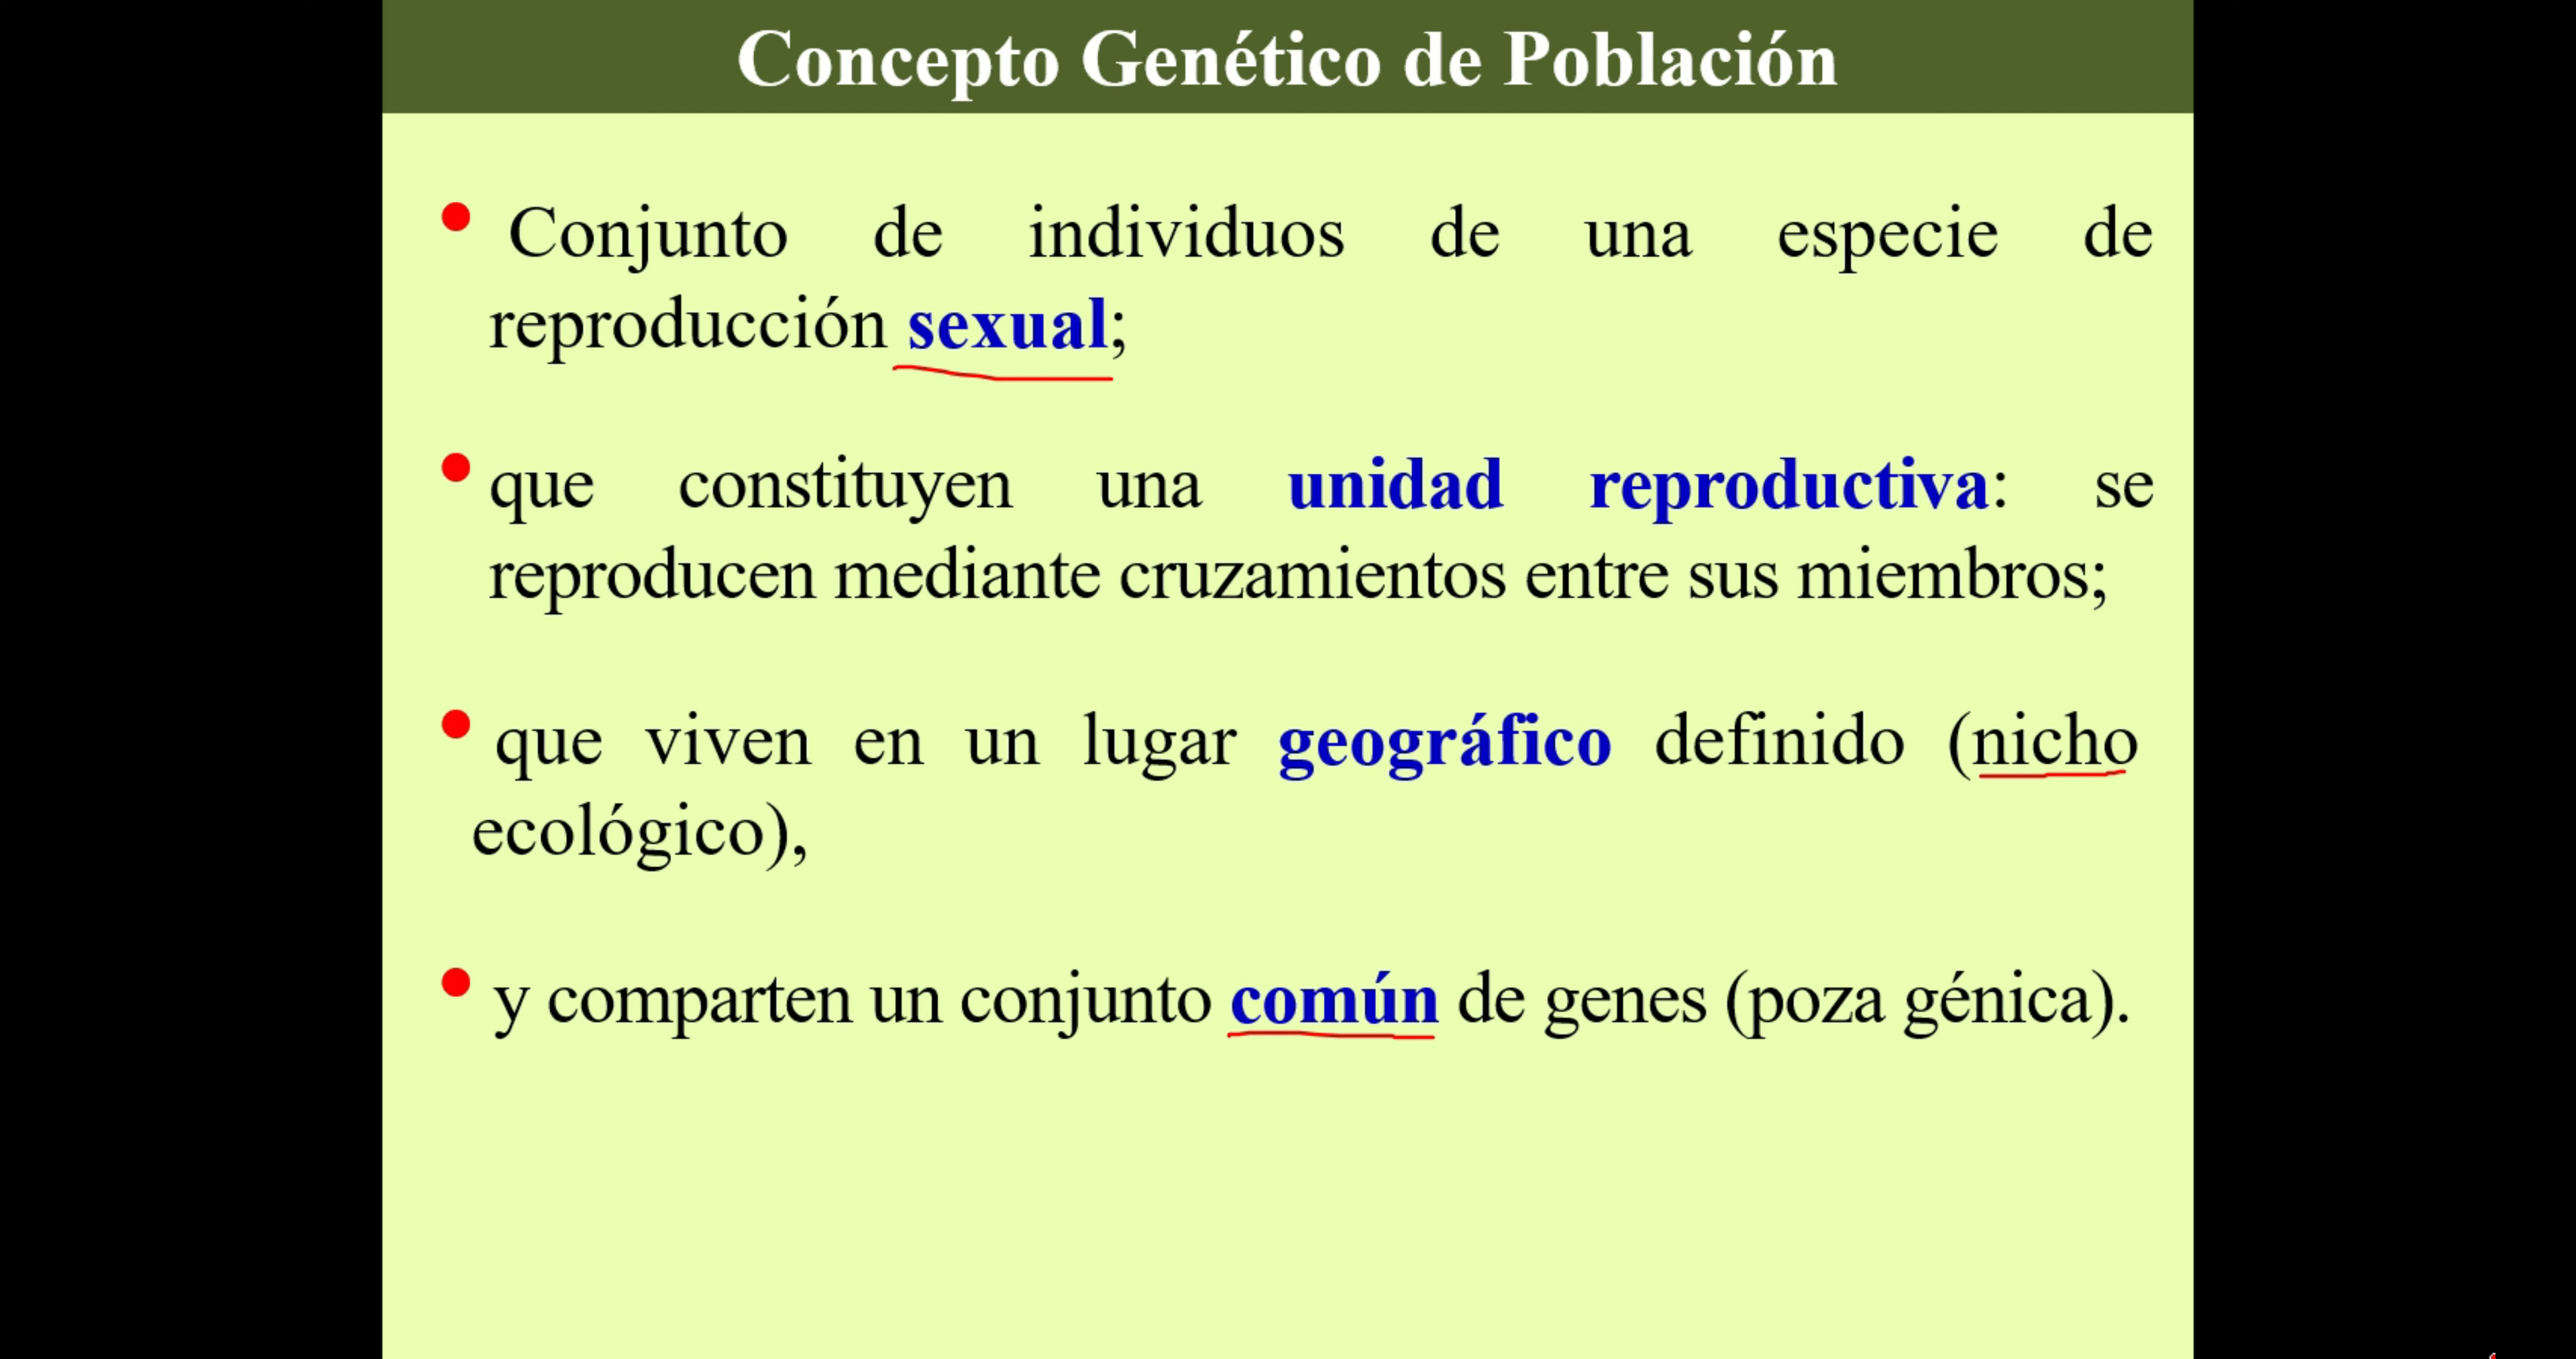 Concepto Genético de Población
• Conjunto de individuos de una especie de
reproducción sexual;
• que constituyen una unidad reproductiva: se
reproducen mediante cruzamientos entre sus miembros;
• que viven en un lugar geográfico definido (nicho
ecológico),
• y comparten un conjunto común de genes (poza génica).